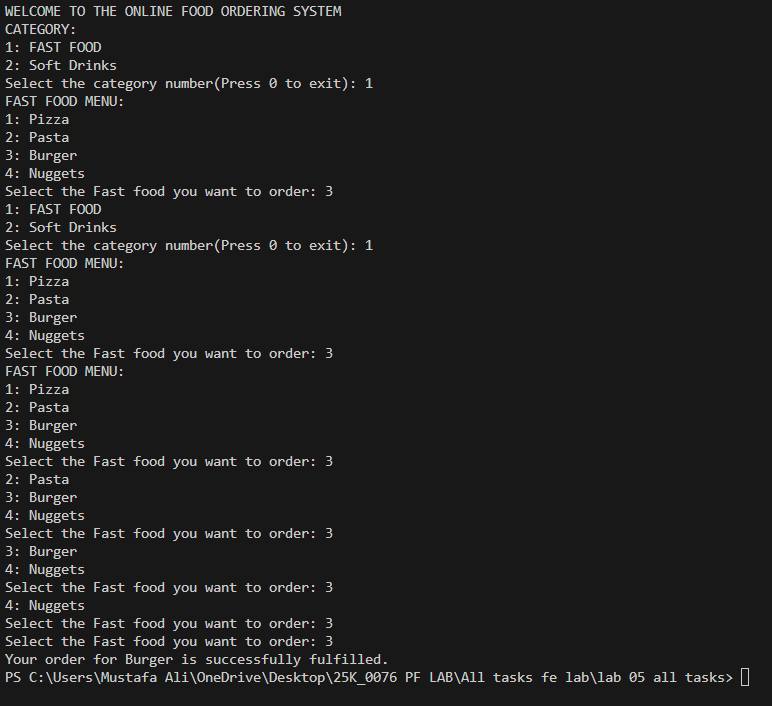 WELCOME TO THE ONLINE FOOD ORDERING SYSTEM
CATEGORY:
1: FAST FOOD
2: Soft Drinks
Select the category number(Press 0 to exit): 1
FAST FOOD MENU:
1: Pizza
2: Pasta
3: Burger
4: Nuggets
Select the Fast food you want to order: 3
1: FAST FOOD
2: Soft Drinks
Select the category number(Press 0 to exit): 1
FAST FOOD MENU:
1: Pizza
2: Pasta
3: Burger
4: Nuggets
Select the Fast food you want to order: 3
FAST FOOD MENU:
1: Pizza
2: Pasta
3: Burger
4: Nuggets
Select the Fast food you want to order: 3
2: Pasta
3: Burger
4: Nuggets
Select the Fast food you want to order: 3
3: Burger
4: Nuggets
Select the Fast food you want to order: 3
4: Nuggets
Select the Fast food you want to order: 3
Select the Fast food you want to order: 3
Your order for Burger is successfully fulfilled.
PS C:\Users\Mustafa Ali\OneDrive\Desktop\25K_0076 PF LAB\All tasks fe lab\lab 05 all tasks>